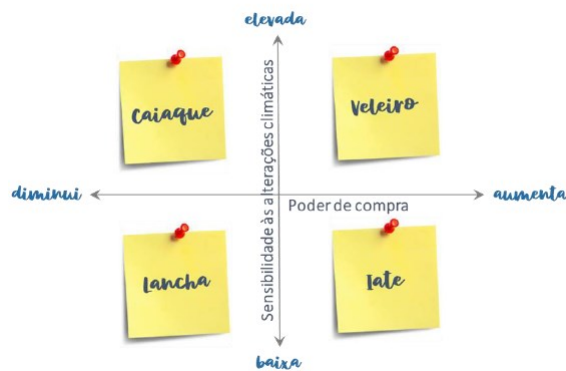 elevada
Caiaque
Veleiro
Sensibilidade às alterações climáticas
diminui
Poder de compra
aumenta
Lancha
Iate
baixa